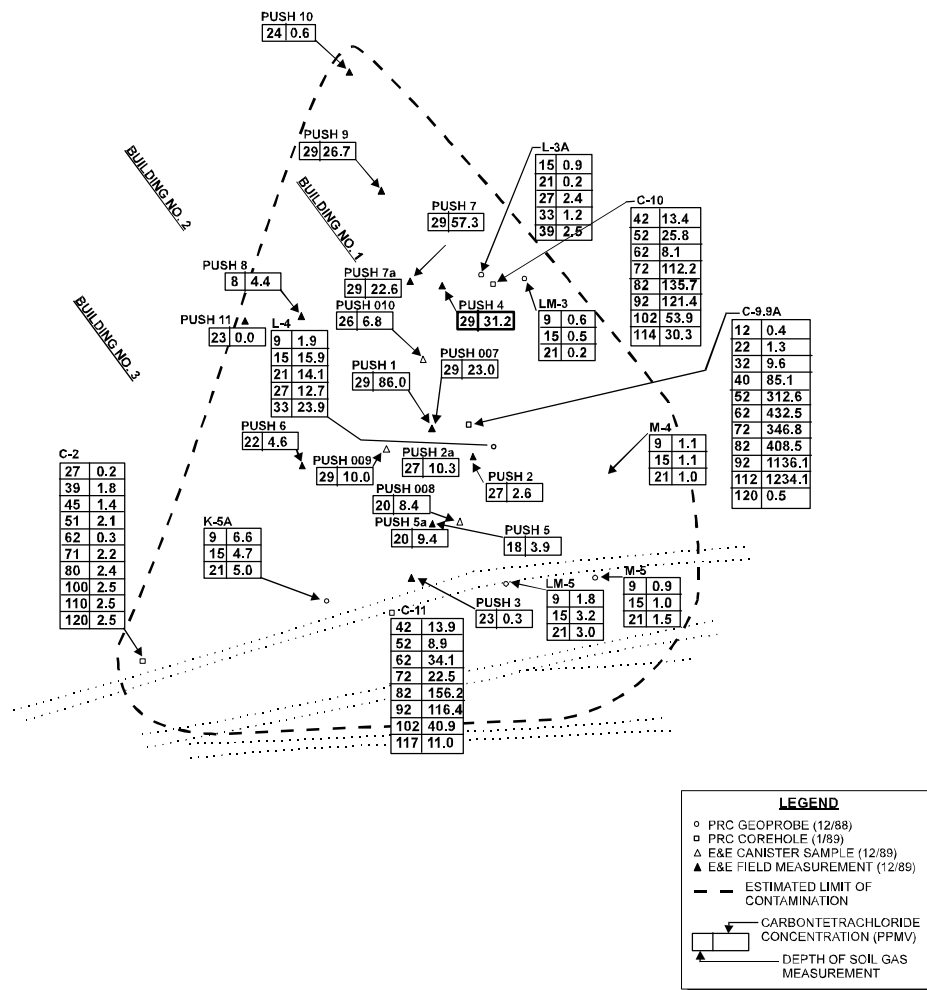 PUSH 10
24 0.6
PUSH 9
29 26.7
BUILDING NO. 2
BUILDING NO. 1
BUILDING NO. 3
L-3A
15 0.9
21 0.2
27 2.4
33 1.2
39 2.5
C-10
42 13.4
52 25.8
62 8.1
72 112.2
82 135.7
92 121.4
102 53.9
114 30.3
PUSH 7
29 57.3
PUSH 8
8 4.4
PUSH 7a
29 22.6
PUSH 4
29 31.2
LM-3
9 0.6
15 0.5
21 0.2
PUSH 11
23 0.0
PUSH 010
26 6.8
L-4
9 1.9
15 15.9
21 14.1
27 12.7
33 23.9
PUSH 1
29 86.0
PUSH 007
29 23.0
C-9.9A
12 0.4
22 1.3
32 9.6
40 85.1
52 312.6
62 432.5
72 346.8
82 408.5
92 1136.1
112 1234.1
120 0.5
PUSH 6
22 4.6
PUSH 009
29 10.0
PUSH 2a
27 10.3
PUSH 2
27 2.6
M-4
9 1.1
15 1.1
21 1.0
C-2
27 0.2
39 1.8
45 1.4
51 2.1
62 0.3
71 2.2
80 2.4
100 2.5
110 2.5
120 2.5
PUSH 008
20 8.4
PUSH 5a
20 9.4
PUSH 5
18 3.9
K-5A
9 6.6
15 4.7
21 5.0
PUSH 3
23 0.3
LM-5
9 1.8
15 3.2
21 3.0
M-5
9 0.9
15 1.0
21 1.5
C-11
42 13.9
52 8.9
62 34.1
72 22.5
82 156.2
92 116.4
102 40.9
117 11.0
LEGEND
PRC GEOPROBE (12/88)
PRC COREHOLE (1/89)
E&E CANISTER SAMPLE (12/89)
E&E FIELD MEASUREMENT (12/89)
ESTIMATED LIMIT OF
CONTAMINATION
CARBONTETRACHLORIDE
CONCENTRATION (PPMV)
DEPTH OF SOIL GAS
MEASUREMENT